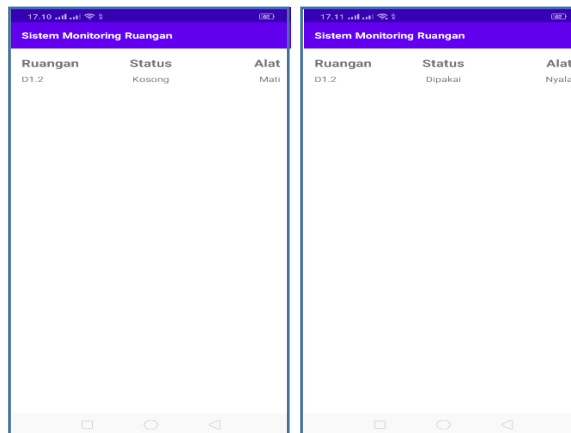 17.10
62
Sistem Monitoring Ruangan
Ruangan Status Alat
D1.2 Kosong Mati
17.11
Sistem Monitoring Ruangan
Ruangan Status Alat
D1.2 Dipakai Nyala